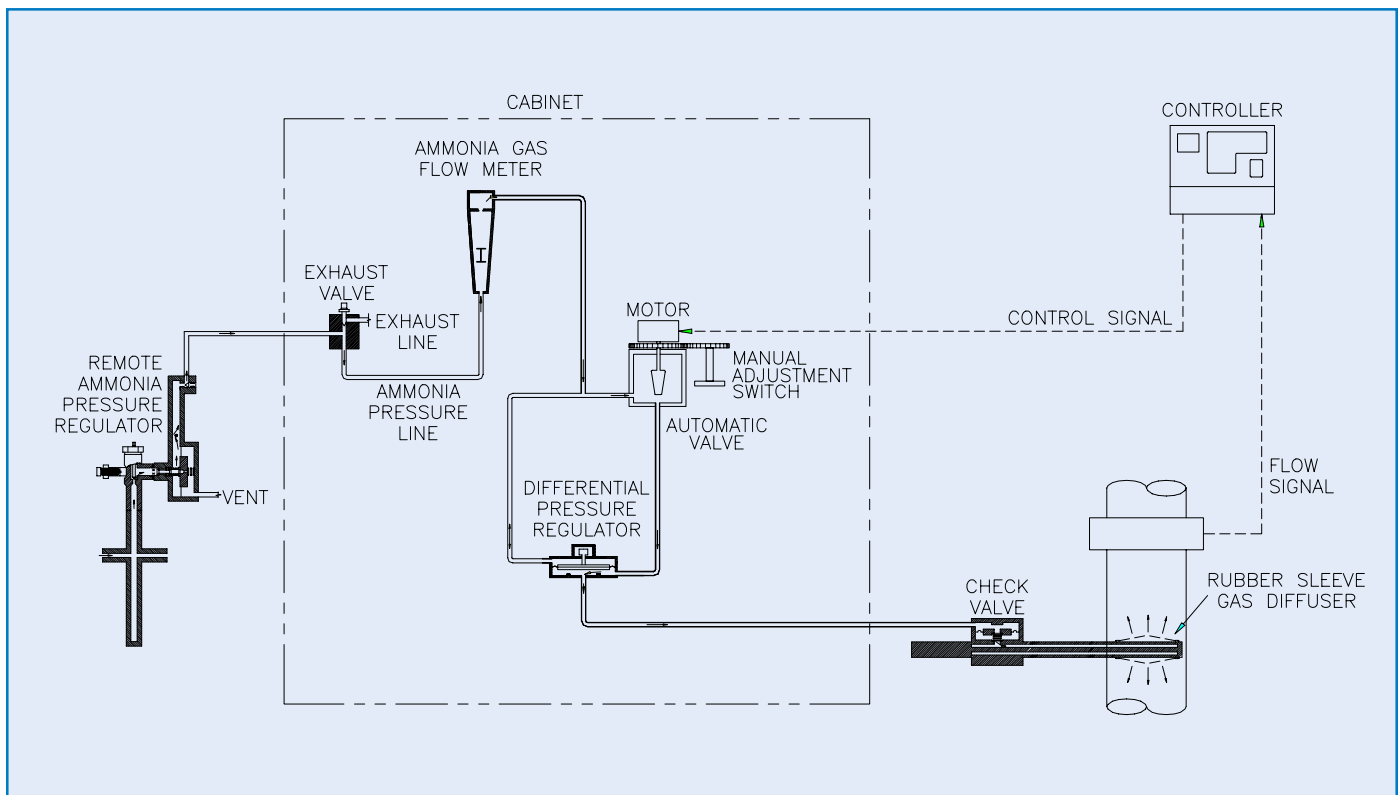 CABINET
CONTROLLER
AMMONIA GAS
FLOW METER
EXHAUST
VALVE
EXHAUST
LINE
MOTOR
CONTROL SIGNAL
REMOTE
AMMONIA
PRESSURE
REGULATOR
MANUAL
ADJUSTMENT
SWITCH
AMMONIA
PRESSURE
LINE
AUTOMATIC
VALVE
VENT
DIFFERENTIAL
PRESSURE
REGULATOR
FLOW
SIGNAL
CHECK
VALVE
RUBBER SLEEVE
GAS DIFFUSER